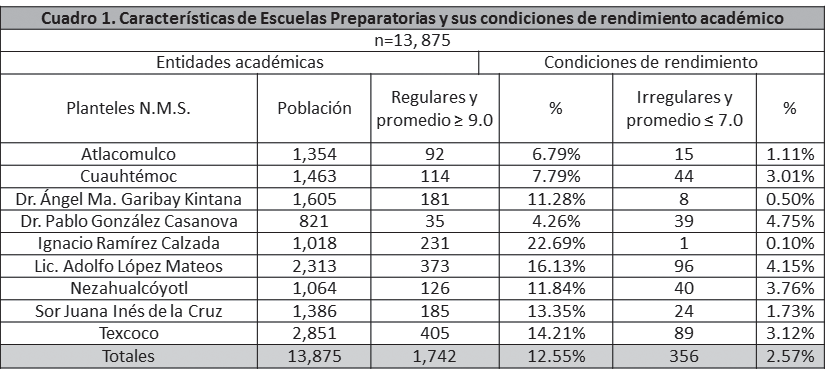 Cuadro 1. Características de Escuelas Preparatorias y sus condiciones de rendimiento académico
n=13, 875
Entidades académicas Condiciones de rendimiento
Planteles N.M.S. Población Regulares y promedio ≥ 9.0 % Irregulares y promedio ≤ 7.0 %
Atlacomulco 1,354 92 6.79% 15 1.11%
Cuauhtémoc 1,463 114 7.79% 44 3.01%
Dr. Ángel Ma. Garibay Kintana 1,605 181 11.28% 8 0.50%
Dr. Pablo González Casanova 821 35 4.26% 39 4.75%
Ignacio Ramírez Calzada 1,018 231 22.69% 1 0.10%
Lic. Adolfo López Mateos 2,313 373 16.13% 96 4.15%
Nezahualcóyotl 1,064 126 11.84% 40 3.76%
Sor Juana Inés de la Cruz 1,386 185 13.35% 24 1.73%
Texcoco 2,851 405 14.21% 89 3.12%
Totales 13,875 1,742 12.55% 356 2.57%